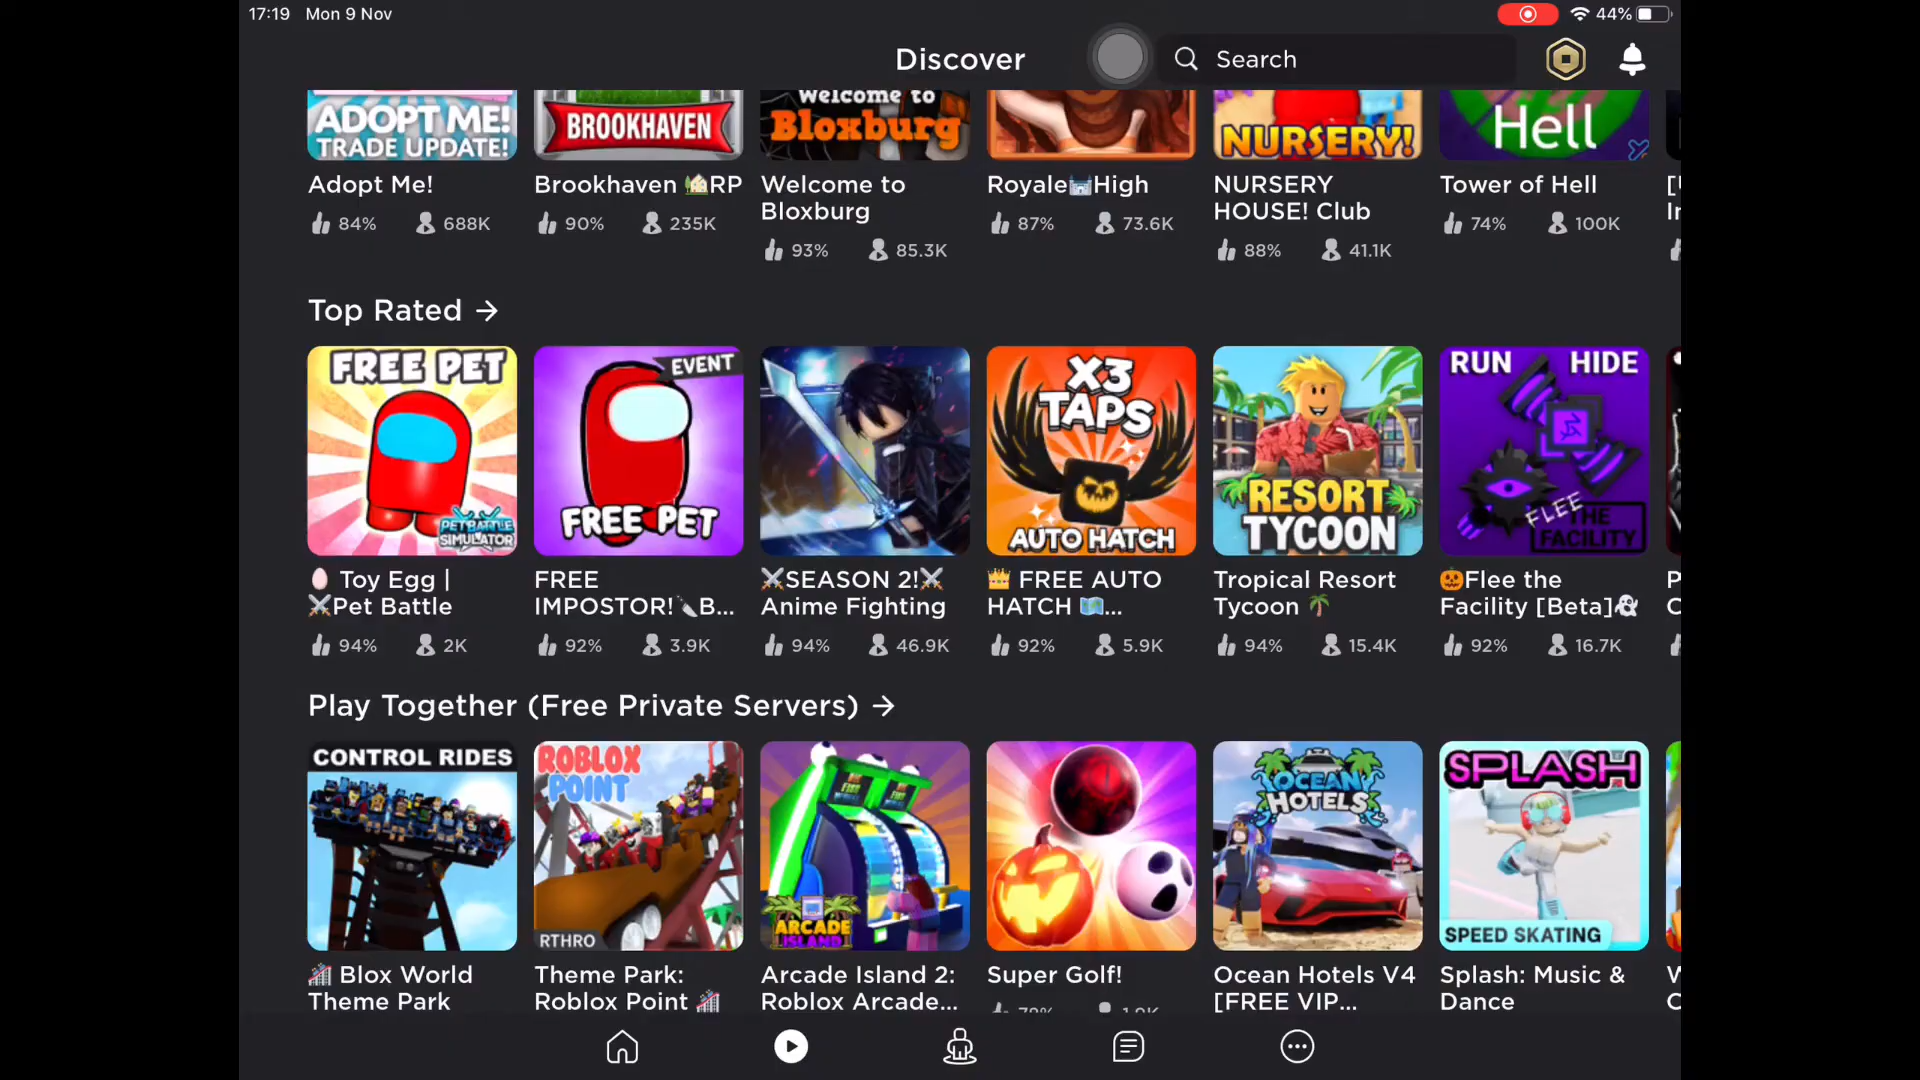 17:19 Mon 9 Nov
44%
Discover
Search
ADOPT ME!
TRADE UPDATE!
BROOKHAVEN
Welcome to
Bloxburg
NURSERY!
Hell
Adopt Me!
84% 688K
Brookhaven 🏡RP
90% 235K
Welcome to
Bloxburg
93% 85.3K
Royale🏰High
87% 73.6K
NURSERY
HOUSE! Club
88% 41.1K
Tower of Hell
74% 100K
Top Rated →
FREE PET
PET BATTLE
SIMULATOR
EVENT
FREE PET
X3
TAPS
AUTO HATCH
RESORT
TYCOON
RUN HIDE
FLEE
THE
FACILITY
🥚 Toy Egg |
⚔️Pet Battle
94% 2K
FREE
IMPOSTOR!🔪B...
92% 3.9K
⚔️SEASON 2!⚔️
Anime Fighting
94% 46.9K
👑 FREE AUTO
HATCH 🗺️...
92% 5.9K
Tropical Resort
Tycoon 🌴
94% 15.4K
🎃Flee the
Facility [Beta]👻
92% 16.7K
Play Together (Free Private Servers) →
CONTROL RIDES
ROBLOX
POINT
RTHRO
ARCADE
ISLAND
OCEAN
HOTELS
SPLASH
SPEED SKATING
🎢 Blox World
Theme Park
Theme Park:
Roblox Point 🎢
Arcade Island 2:
Roblox Arcade...
Super Golf!
Ocean Hotels V4
[FREE VIP...
Splash: Music &
Dance